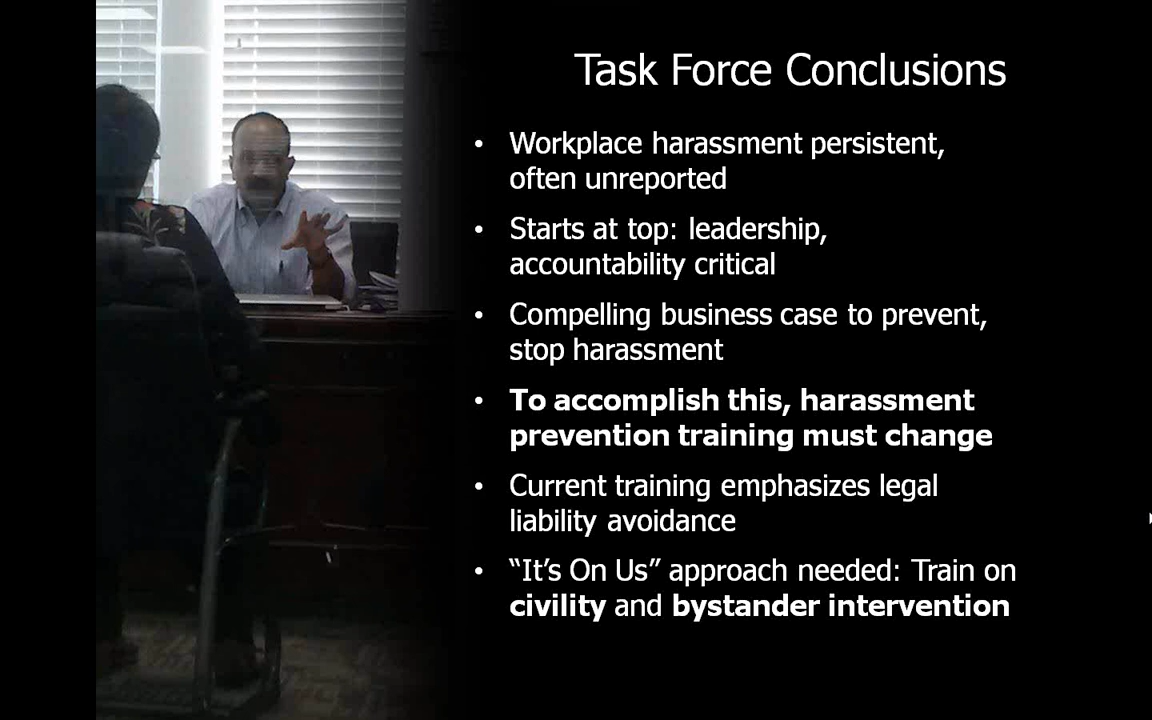 Task Force Conclusions
• Workplace harassment persistent,
often unreported
• Starts at top: leadership,
accountability critical
• Compelling business case to prevent,
stop harassment
• To accomplish this, harassment
prevention training must change
• Current training emphasizes legal
liability avoidance
• “It’s On Us” approach needed: Train on
civility and bystander intervention